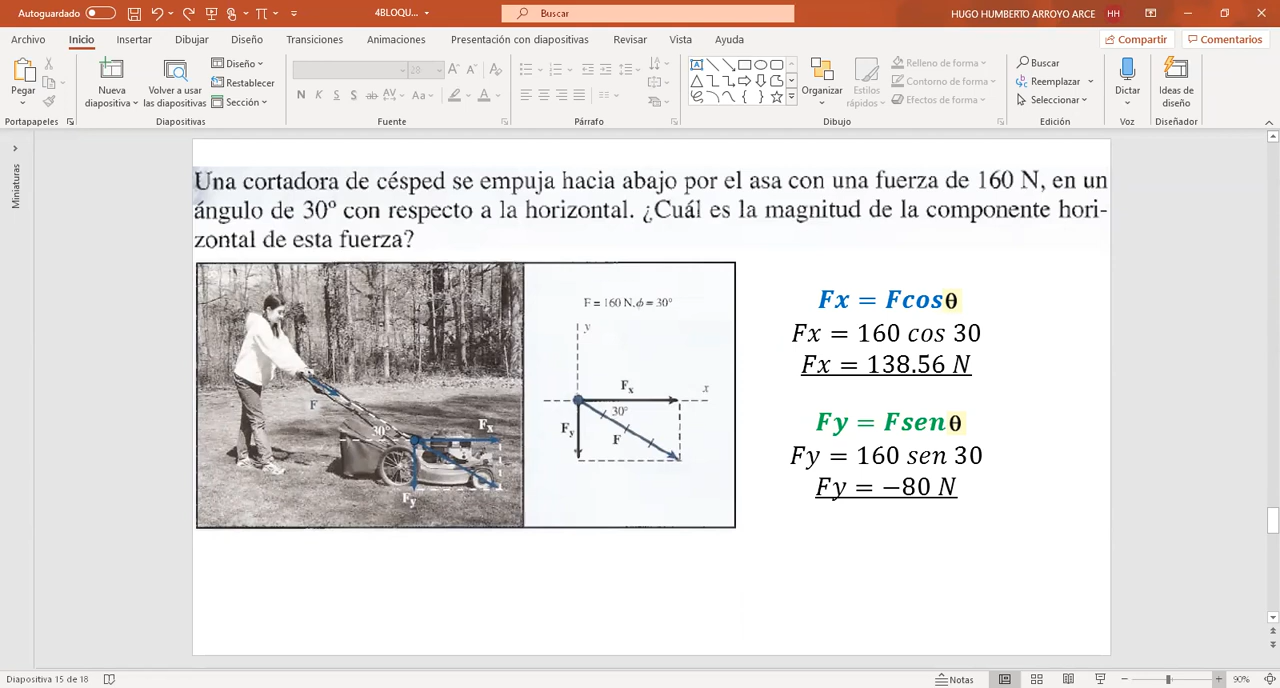 Autoguardado
4BLOQU...
Buscar
HUGO HUMBERTO ARROYO ARCE
HH
Archivo Inicio Insertar Dibujar Diseño Transiciones Animaciones Presentación con diapositivas Revisar Vista Ayuda
Compartir Comentarios
Pegar
Nueva diapositiva
Volver a usar las diapositivas
Diseño
Restablecer
Sección
28
N K S S ab AV Aa A
Organizar
Estilos rápidos
Relleno de forma
Contorno de forma
Efectos de forma
Buscar
Reemplazar
Seleccionar
Dictar
Ideas de diseño
Portapapeles Diapositivas Fuente Párrafo Dibujo Edición Voz Diseñador
Miniaturas
Una cortadora de césped se empuja hacia abajo por el asa con una fuerza de 160 N, en un
ángulo de 30º con respecto a la horizontal. ¿Cuál es la magnitud de la componente hori-
zontal de esta fuerza?
F
30°
Fx
Fy
F = 160 N, ϕ = 30°
y
Fx
x
30°
Fy
F
Fx = Fcosθ
Fx = 160 cos 30
Fx = 138.56 N
Fy = Fsenθ
Fy = 160 sen 30
Fy = −80 N
Diapositiva 15 de 18
Notas
90%